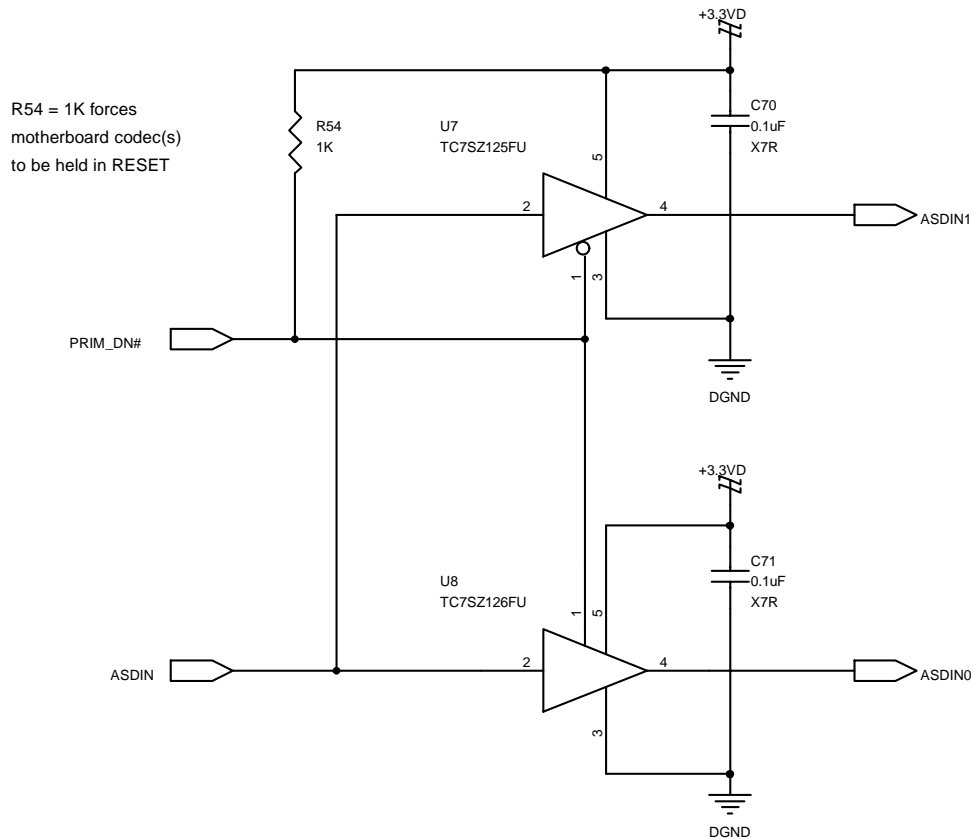 +3.3VD
R54 = 1K forces
motherboard codec(s)
to be held in RESET
R54
1K
U7
TC7SZ125FU
C70
0.1uF
X7R
5
2
4
1
3
ASDIN1
PRIM_DN#
DGND
+3.3VD
U8
TC7SZ126FU
C71
0.1uF
X7R
1
5
2
4
3
ASDIN
ASDIN0
DGND